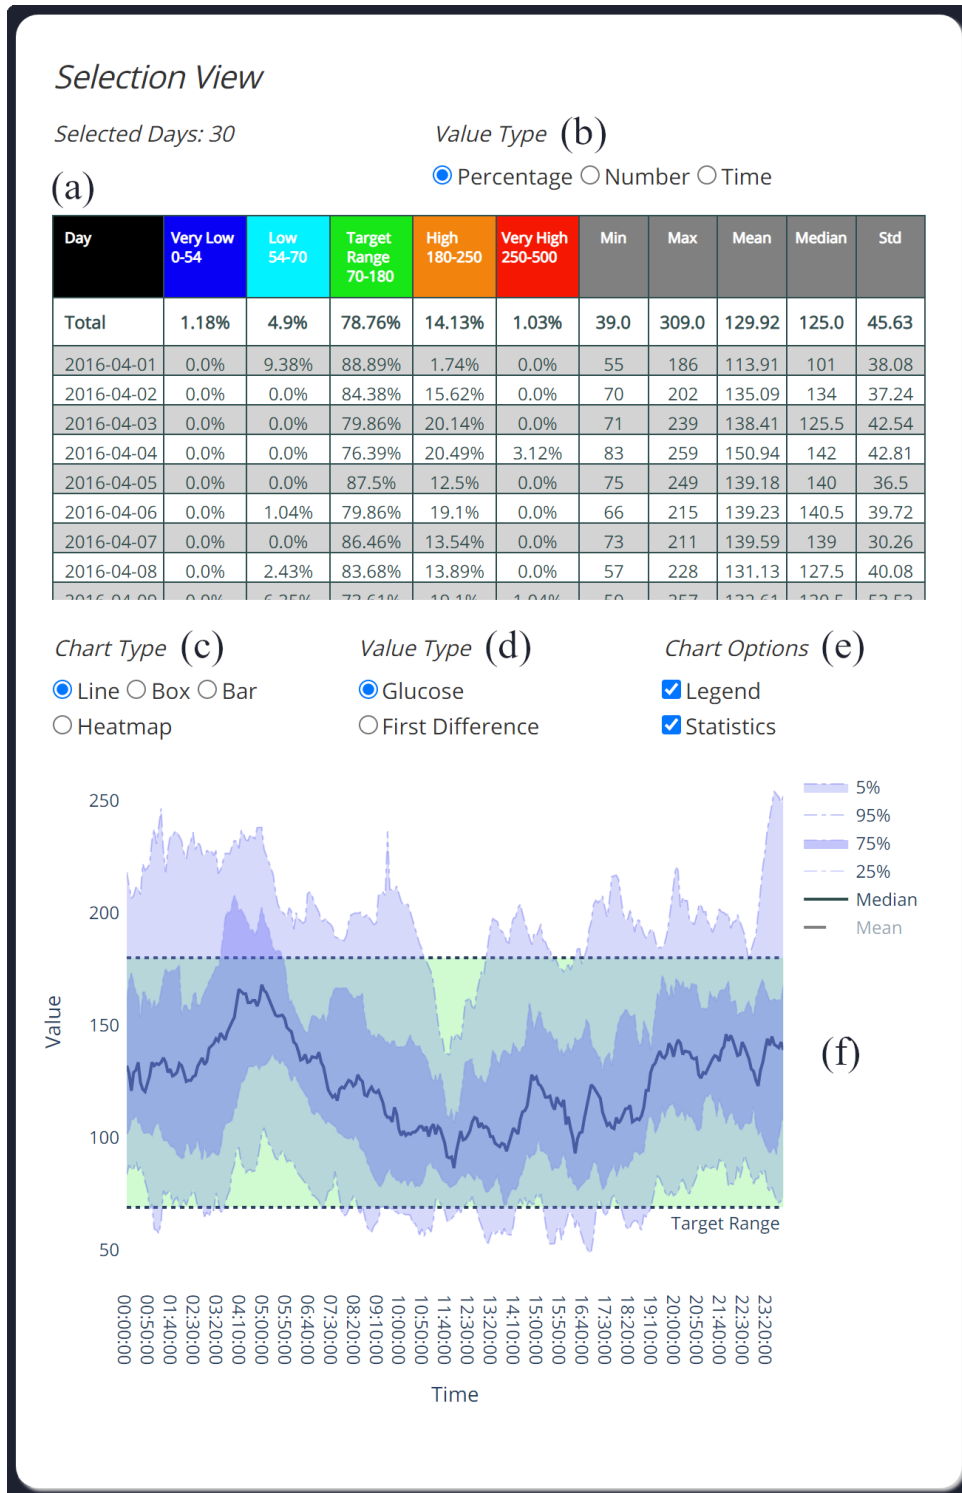 Selection View
Selected Days: 30
Value Type (b)
Percentage Number Time
(a)
Day Very Low 0-54 Low 54-70 Target Range 70-180 High 180-250 Very High 250-500 Min Max Mean Median Std
Total 1.18% 4.9% 78.76% 14.13% 1.03% 39.0 309.0 129.92 125.0 45.63
2016-04-01 0.0% 9.38% 88.89% 1.74% 0.0% 55 186 113.91 101 38.08
2016-04-02 0.0% 0.0% 84.38% 15.62% 0.0% 70 202 135.09 134 37.24
2016-04-03 0.0% 0.0% 79.86% 20.14% 0.0% 71 239 138.41 125.5 42.54
2016-04-04 0.0% 0.0% 76.39% 20.49% 3.12% 83 259 150.94 142 42.81
2016-04-05 0.0% 0.0% 87.5% 12.5% 0.0% 75 249 139.18 140 36.5
2016-04-06 0.0% 1.04% 79.86% 19.1% 0.0% 66 215 139.23 140.5 39.72
2016-04-07 0.0% 0.0% 86.46% 13.54% 0.0% 73 211 139.59 139 30.26
2016-04-08 0.0% 2.43% 83.68% 13.89% 0.0% 57 228 131.13 127.5 40.08
Chart Type (c)
Line Box Bar
Heatmap
Value Type (d)
Glucose
First Difference
Chart Options (e)
Legend
Statistics
250
200
150
100
50
Value
5%
95%
75%
25%
Median
Mean
(f)
Target Range
00:00:00
00:50:00
01:40:00
02:30:00
03:20:00
04:10:00
05:00:00
05:50:00
06:40:00
07:30:00
08:20:00
09:10:00
10:00:00
10:50:00
11:40:00
12:30:00
13:20:00
14:10:00
15:00:00
15:50:00
16:40:00
17:30:00
18:20:00
19:10:00
20:00:00
20:50:00
21:40:00
22:30:00
23:20:00
Time